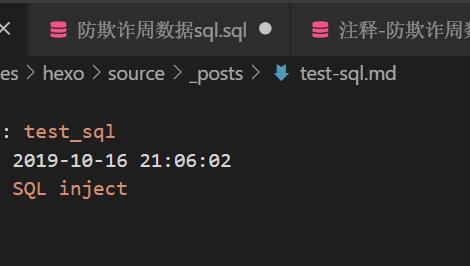 防欺诈周数据sql.sql 注释-防欺诈周数
es > hexo > source > _posts > test-sql.md
: test_sql
2019-10-16 21:06:02
SQL inject